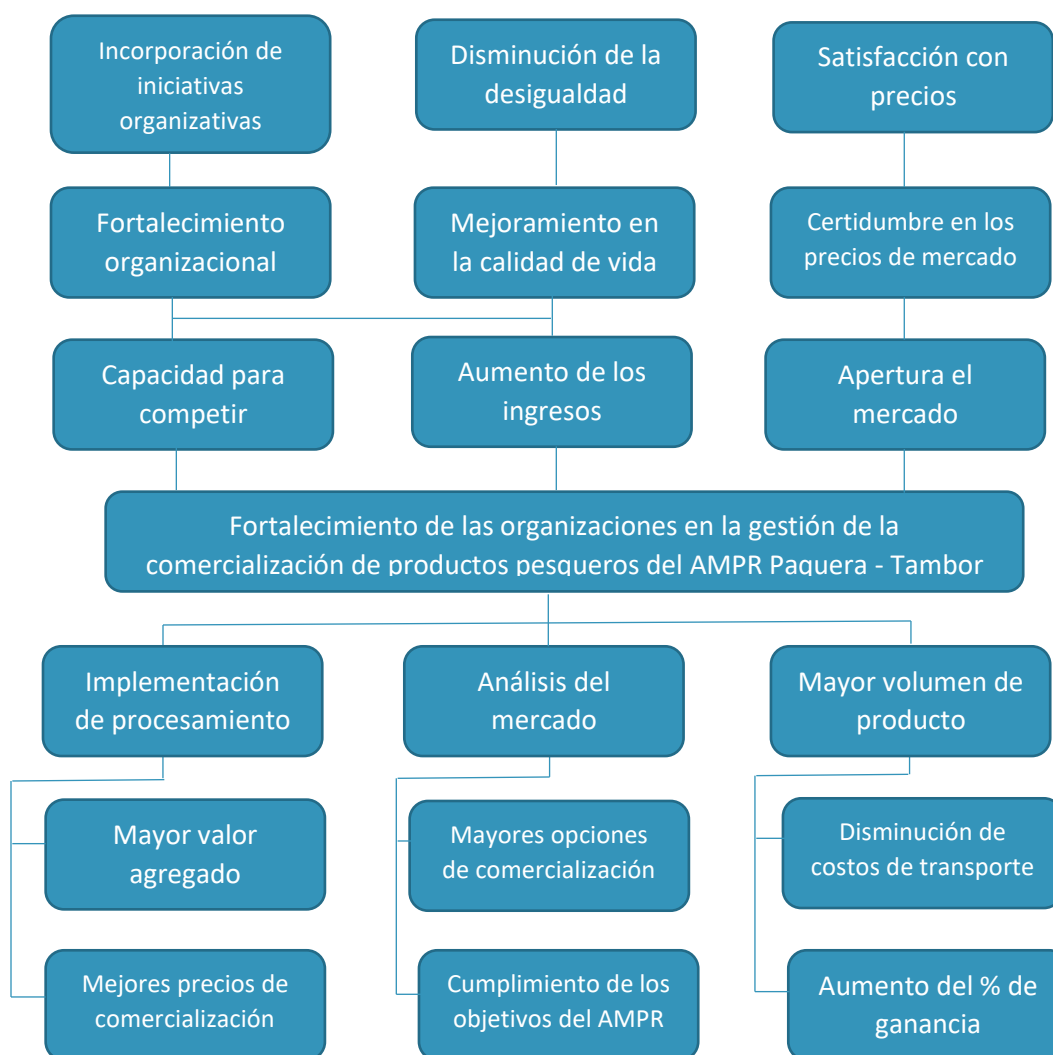 Incorporación de
iniciativas
organizativas
Disminución de la
desigualdad
Satisfacción con
precios
Fortalecimiento
organizacional
Mejoramiento en
la calidad de vida
Certidumbre en los
precios de mercado
Capacidad para
competir
Aumento de los
ingresos
Apertura el
mercado
Fortalecimiento de las organizaciones en la gestión de la
comercialización de productos pesqueros del AMPR Paquera - Tambor
Implementación
de procesamiento
Análisis del
mercado
Mayor volumen de
producto
Mayor valor
agregado
Mayores opciones
de comercialización
Disminución de
costos de transporte
Mejores precios de
comercialización
Cumplimiento de los
objetivos del AMPR
Aumento del % de
ganancia